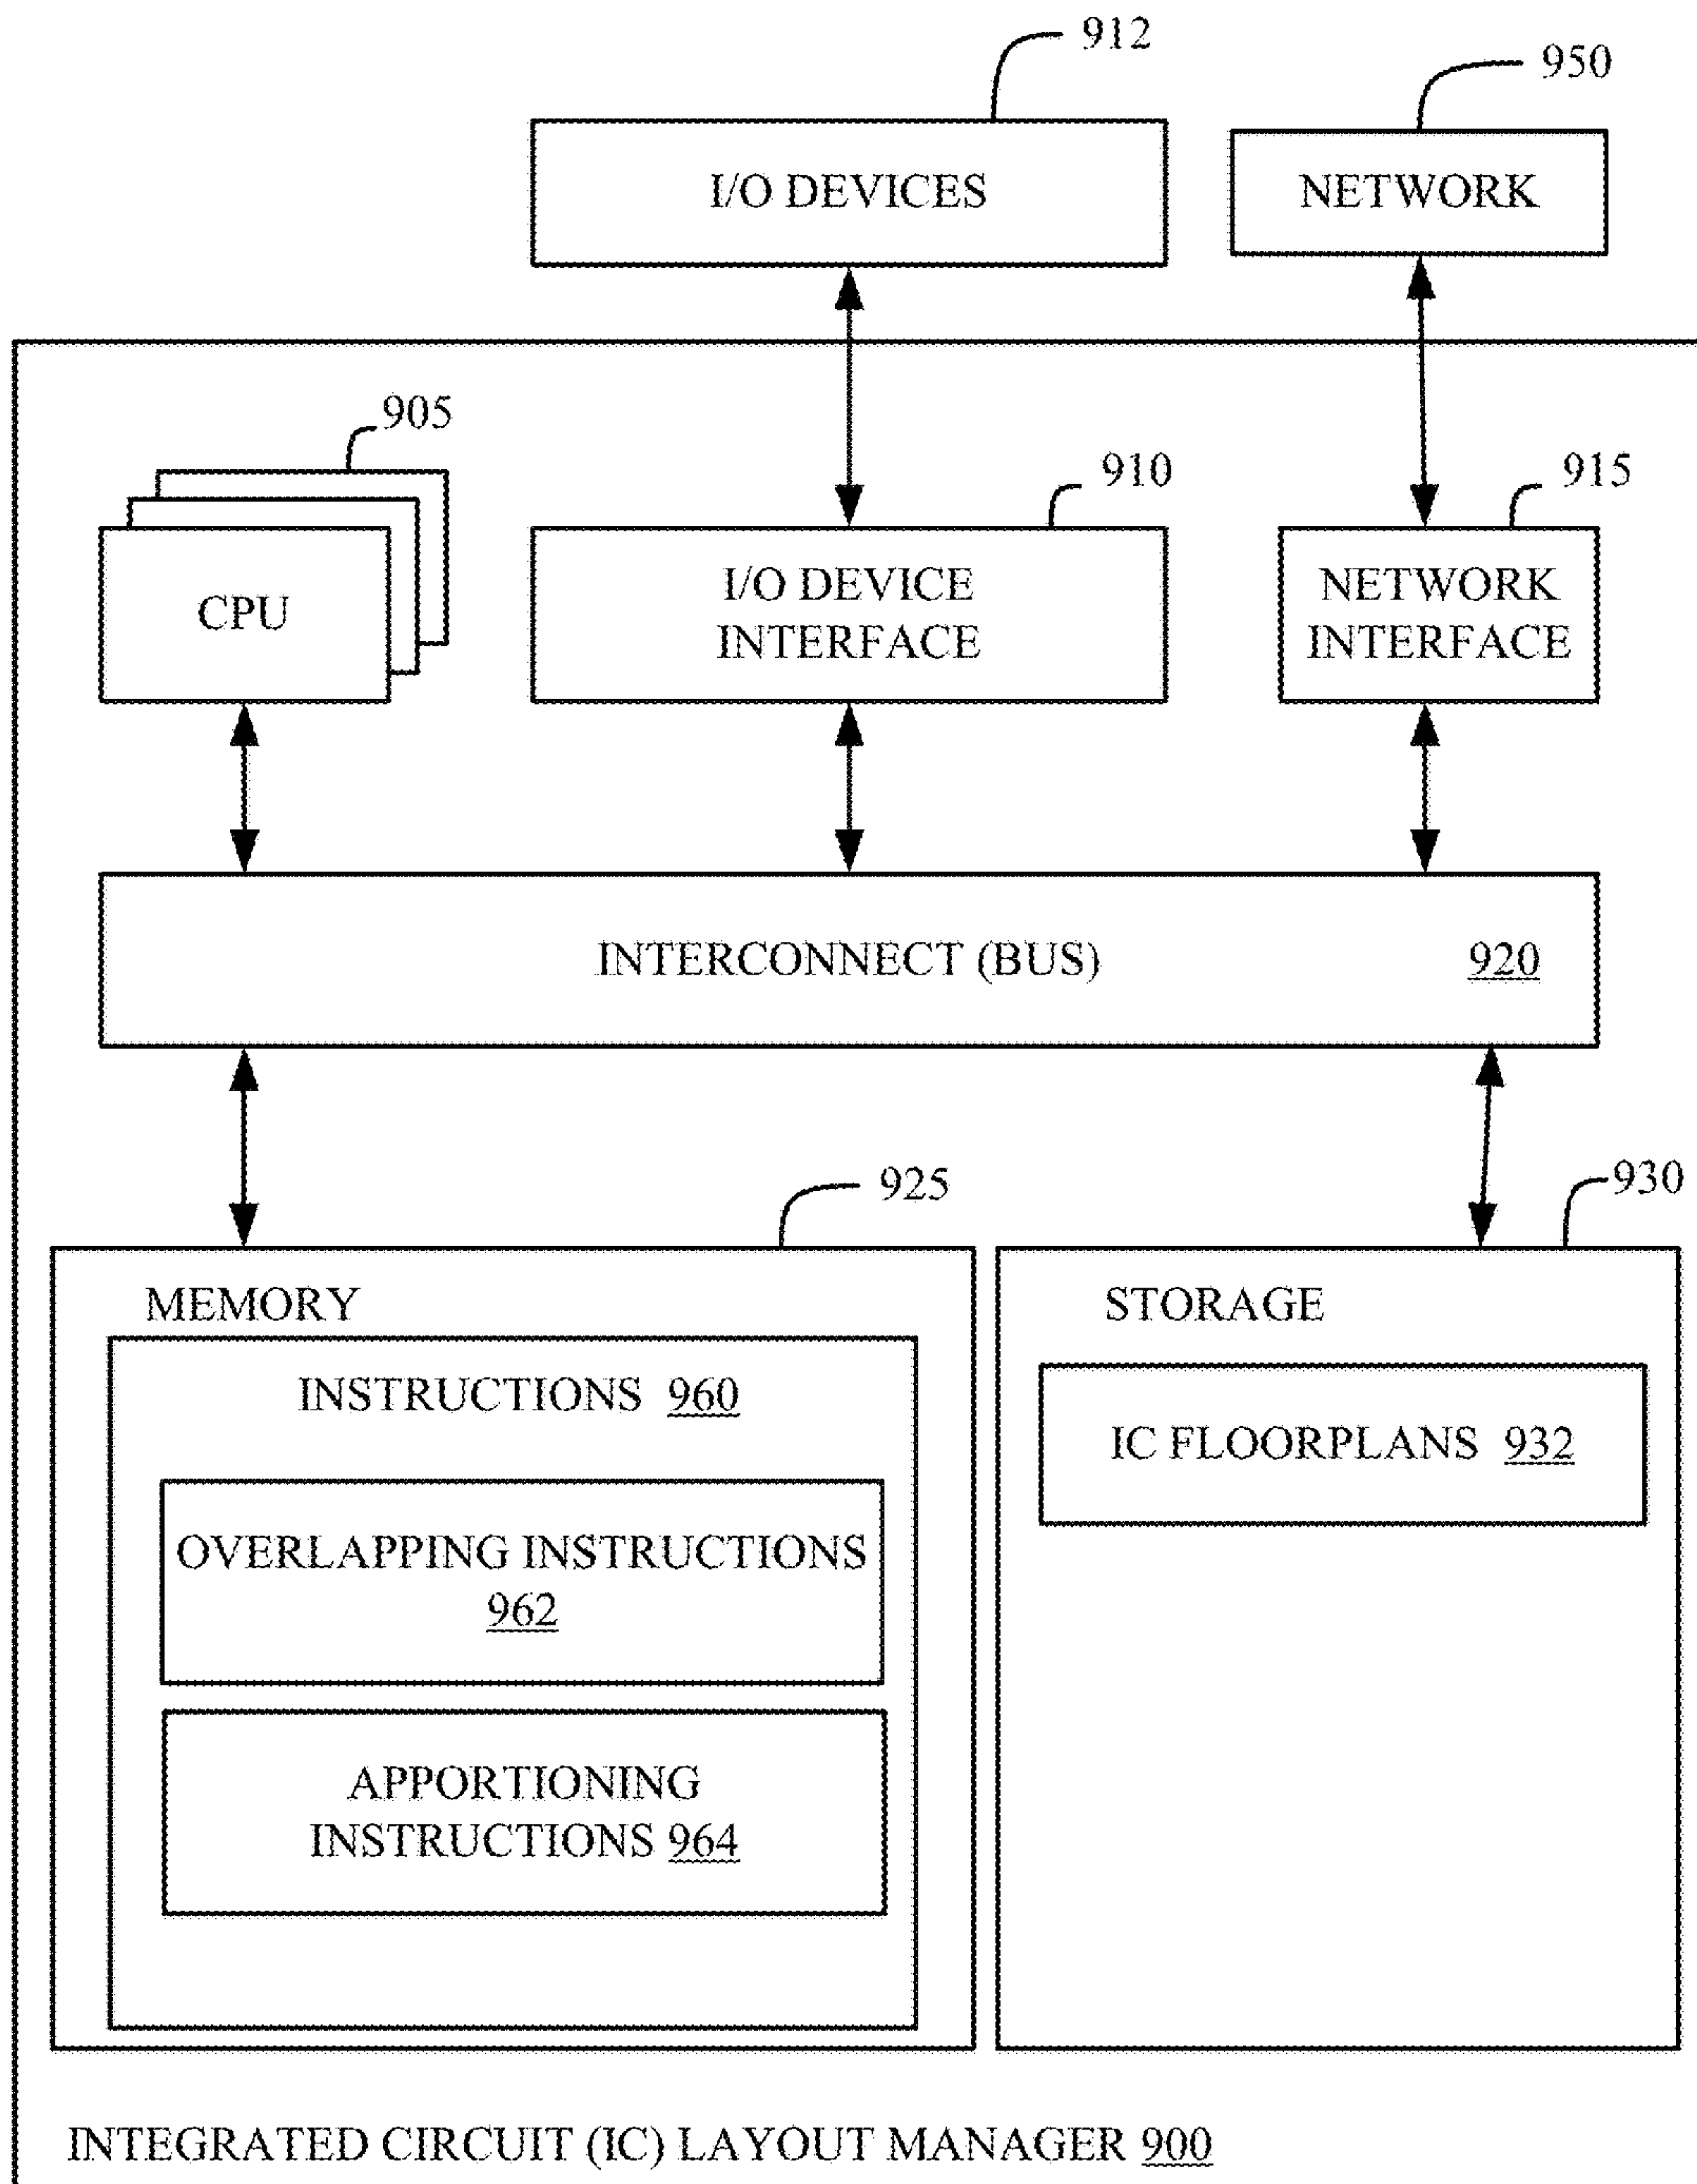 912
950
I/O DEVICES
NETWORK
905
910
915
CPU
I/O DEVICE
INTERFACE
NETWORK
INTERFACE
INTERCONNECT (BUS) 920
925
930
MEMORY
INSTRUCTIONS 960
OVERLAPPING INSTRUCTIONS
962
APPORTIONING
INSTRUCTIONS 964
STORAGE
IC FLOORPLANS 932
INTEGRATED CIRCUIT (IC) LAYOUT MANAGER 900